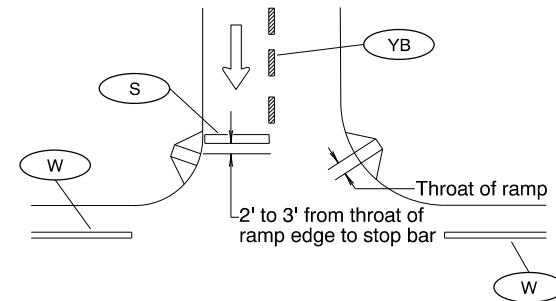 YB
S
W
Throat of ramp
2' to 3' from throat of
ramp edge to stop bar
W